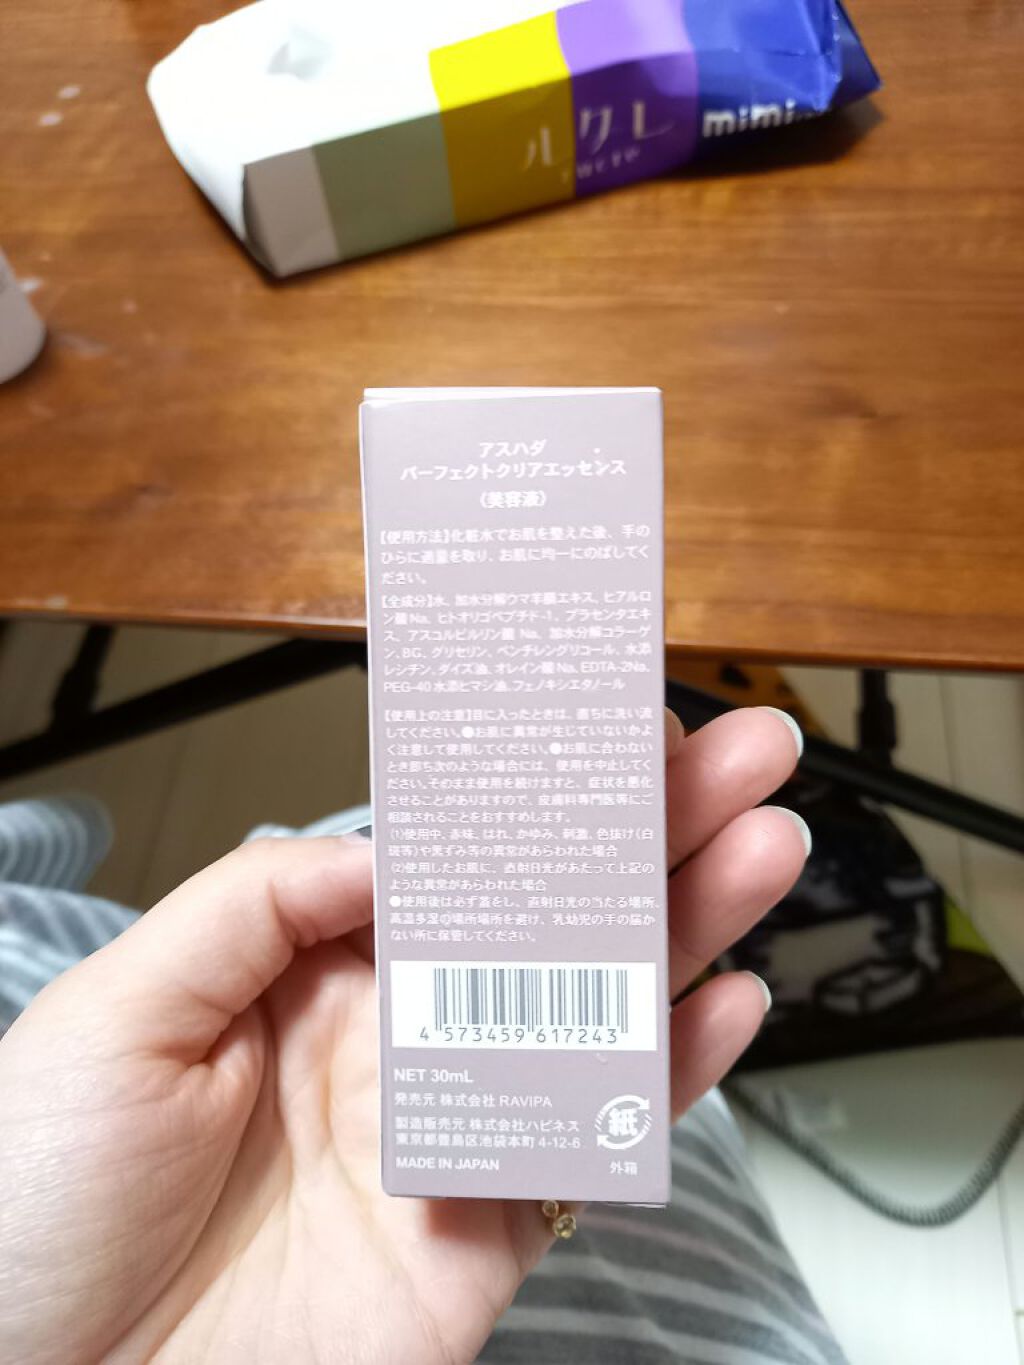 ルクレ
mimi
アスハダ
パーフェクトクリアエッセンス
(美容液)
【使用方法】化粧水でお肌を整えた後、手の
ひらに適量を取り、お肌に均一にのばしてく
ださい。
【全成分】水、加水分解ウマ羊膜エキス、ヒアルロ
ン酸Na、ヒトオリゴペプチド-1、プラセンタエキ
ス、アスコルビルリン酸 Na、加水分解コラーゲ
ン、BG、グリセリン、ペンチレングリコール、水添
レシチン、ダイズ油、オレイン酸Na、EDTA-2Na、
PEG-40水添ヒマシ油、フェノキシエタノール
【使用上の注意】目に入ったときは、直ちに洗い流
してください。●お肌に異常が生じていないかよ
く注意して使用してください。●お肌に合わない
とき即ち次のような場合には、使用を中止してく
ださい。そのまま使用を続けますと、症状を悪化
させることがありますので、皮膚科専門医等にご
相談されることをおすすめします。
(1)使用中、赤味、はれ、かゆみ、刺激、色抜け(白
斑等)や黒ずみ等の異常があらわれた場合
(2)使用したお肌に、直射日光があたって上記の
ような異常があらわれた場合
●使用後は必ず蓋をし、直射日光の当たる場所、
高温多湿の場所場所を避け、乳幼児の手の届か
ない所に保管してください。
4 573459 617243
NET 30mL
発売元 株式会社 RAVIPA
製造販売元 株式会社ハピネス
東京都豊島区池袋本町 4-12-6
MADE IN JAPAN
紙
外箱